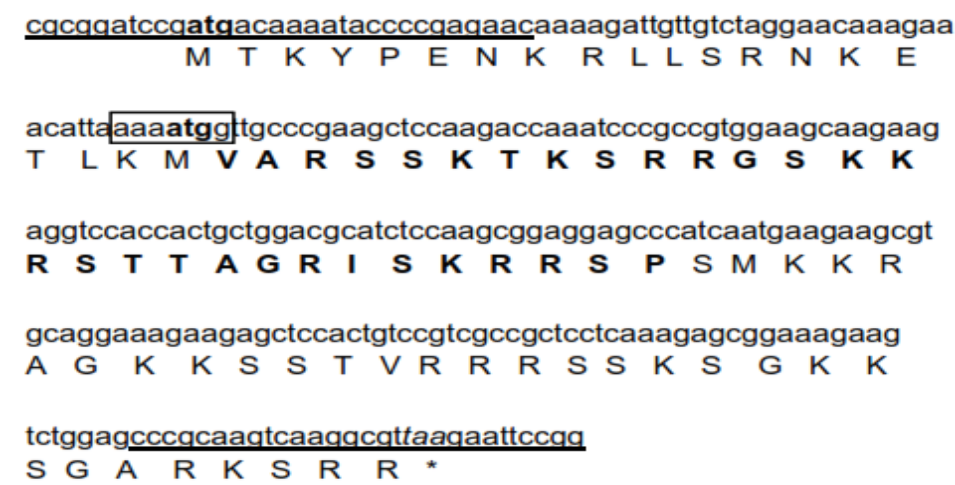 cgcggatccgatgacaaaataccccgagaacaaaagattgttgtctaggaacaaagaa
M T K Y P E N K R L L S R N K E
acattaaaaatggttgcccgaagctccaagaccaaatcccgccgtggaagcaagaag
T L K M V A R S S K T K S R R G S K K
aggtccaccactgctggacgcatctccaagcggaggagcccatcaatgaagaagcgt
R S T T A G R I S K R R S P S M K K R
gcaggaaagaagagctccactgtccgtcgccgctcctcaaagagcggaaagaag
A G K K S S T V R R R S S K S G K K
tctggagcccgcaagtcaaggcgttaagaattccgg
S G A R K S R R *